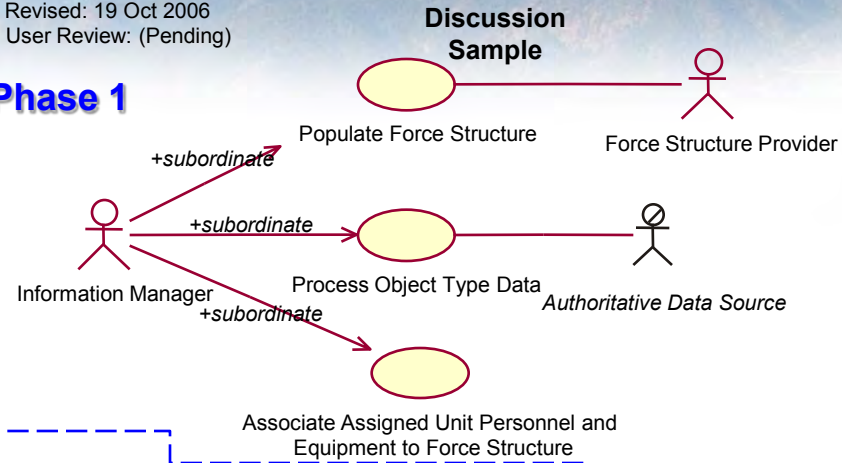 Revised: 19 Oct 2006
User Review: (Pending)
Discussion
Sample
Phase 1
Populate Force Structure
Force Structure Provider
+subordinate
+subordinate
Information Manager
Process Object Type Data
Authoritative Data Source
+subordinate
Associate Assigned Unit Personnel and
Equipment to Force Structure